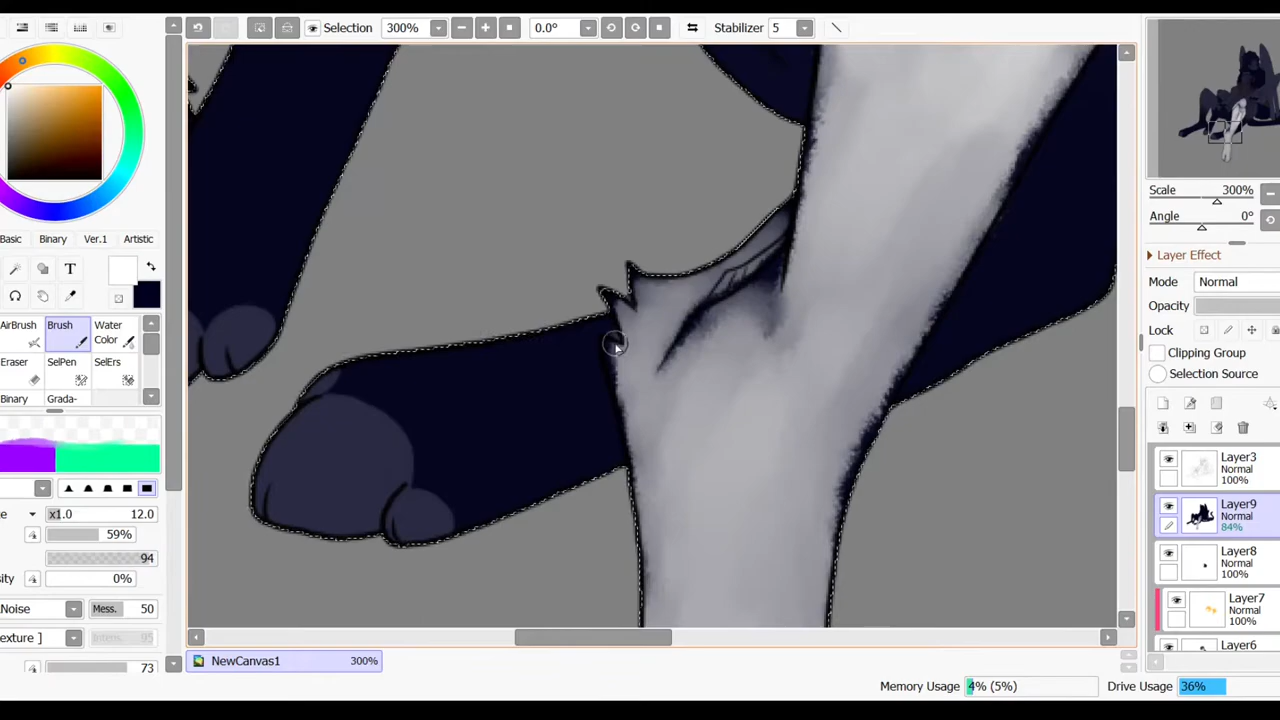 Selection 300% 0.0° Stabilizer 5
Basic Binary Ver.1 Artistic
T
AirBrush Brush Water Color
Eraser SelPen SelErs
Binary Grada-
x1.0 12.0
59%
94
0%
Noise Mess. 50
95
73
NewCanvas1 300%
Memory Usage 4% (5%) Drive Usage 36%
Scale 300%
Angle 0°
Layer Effect
Mode Normal
Opacity
Lock
Clipping Group
Selection Source
Layer3
Normal
100%
Layer9
Normal
84%
Layer8
Normal
100%
Layer7
Normal
100%
Layer6
Normal